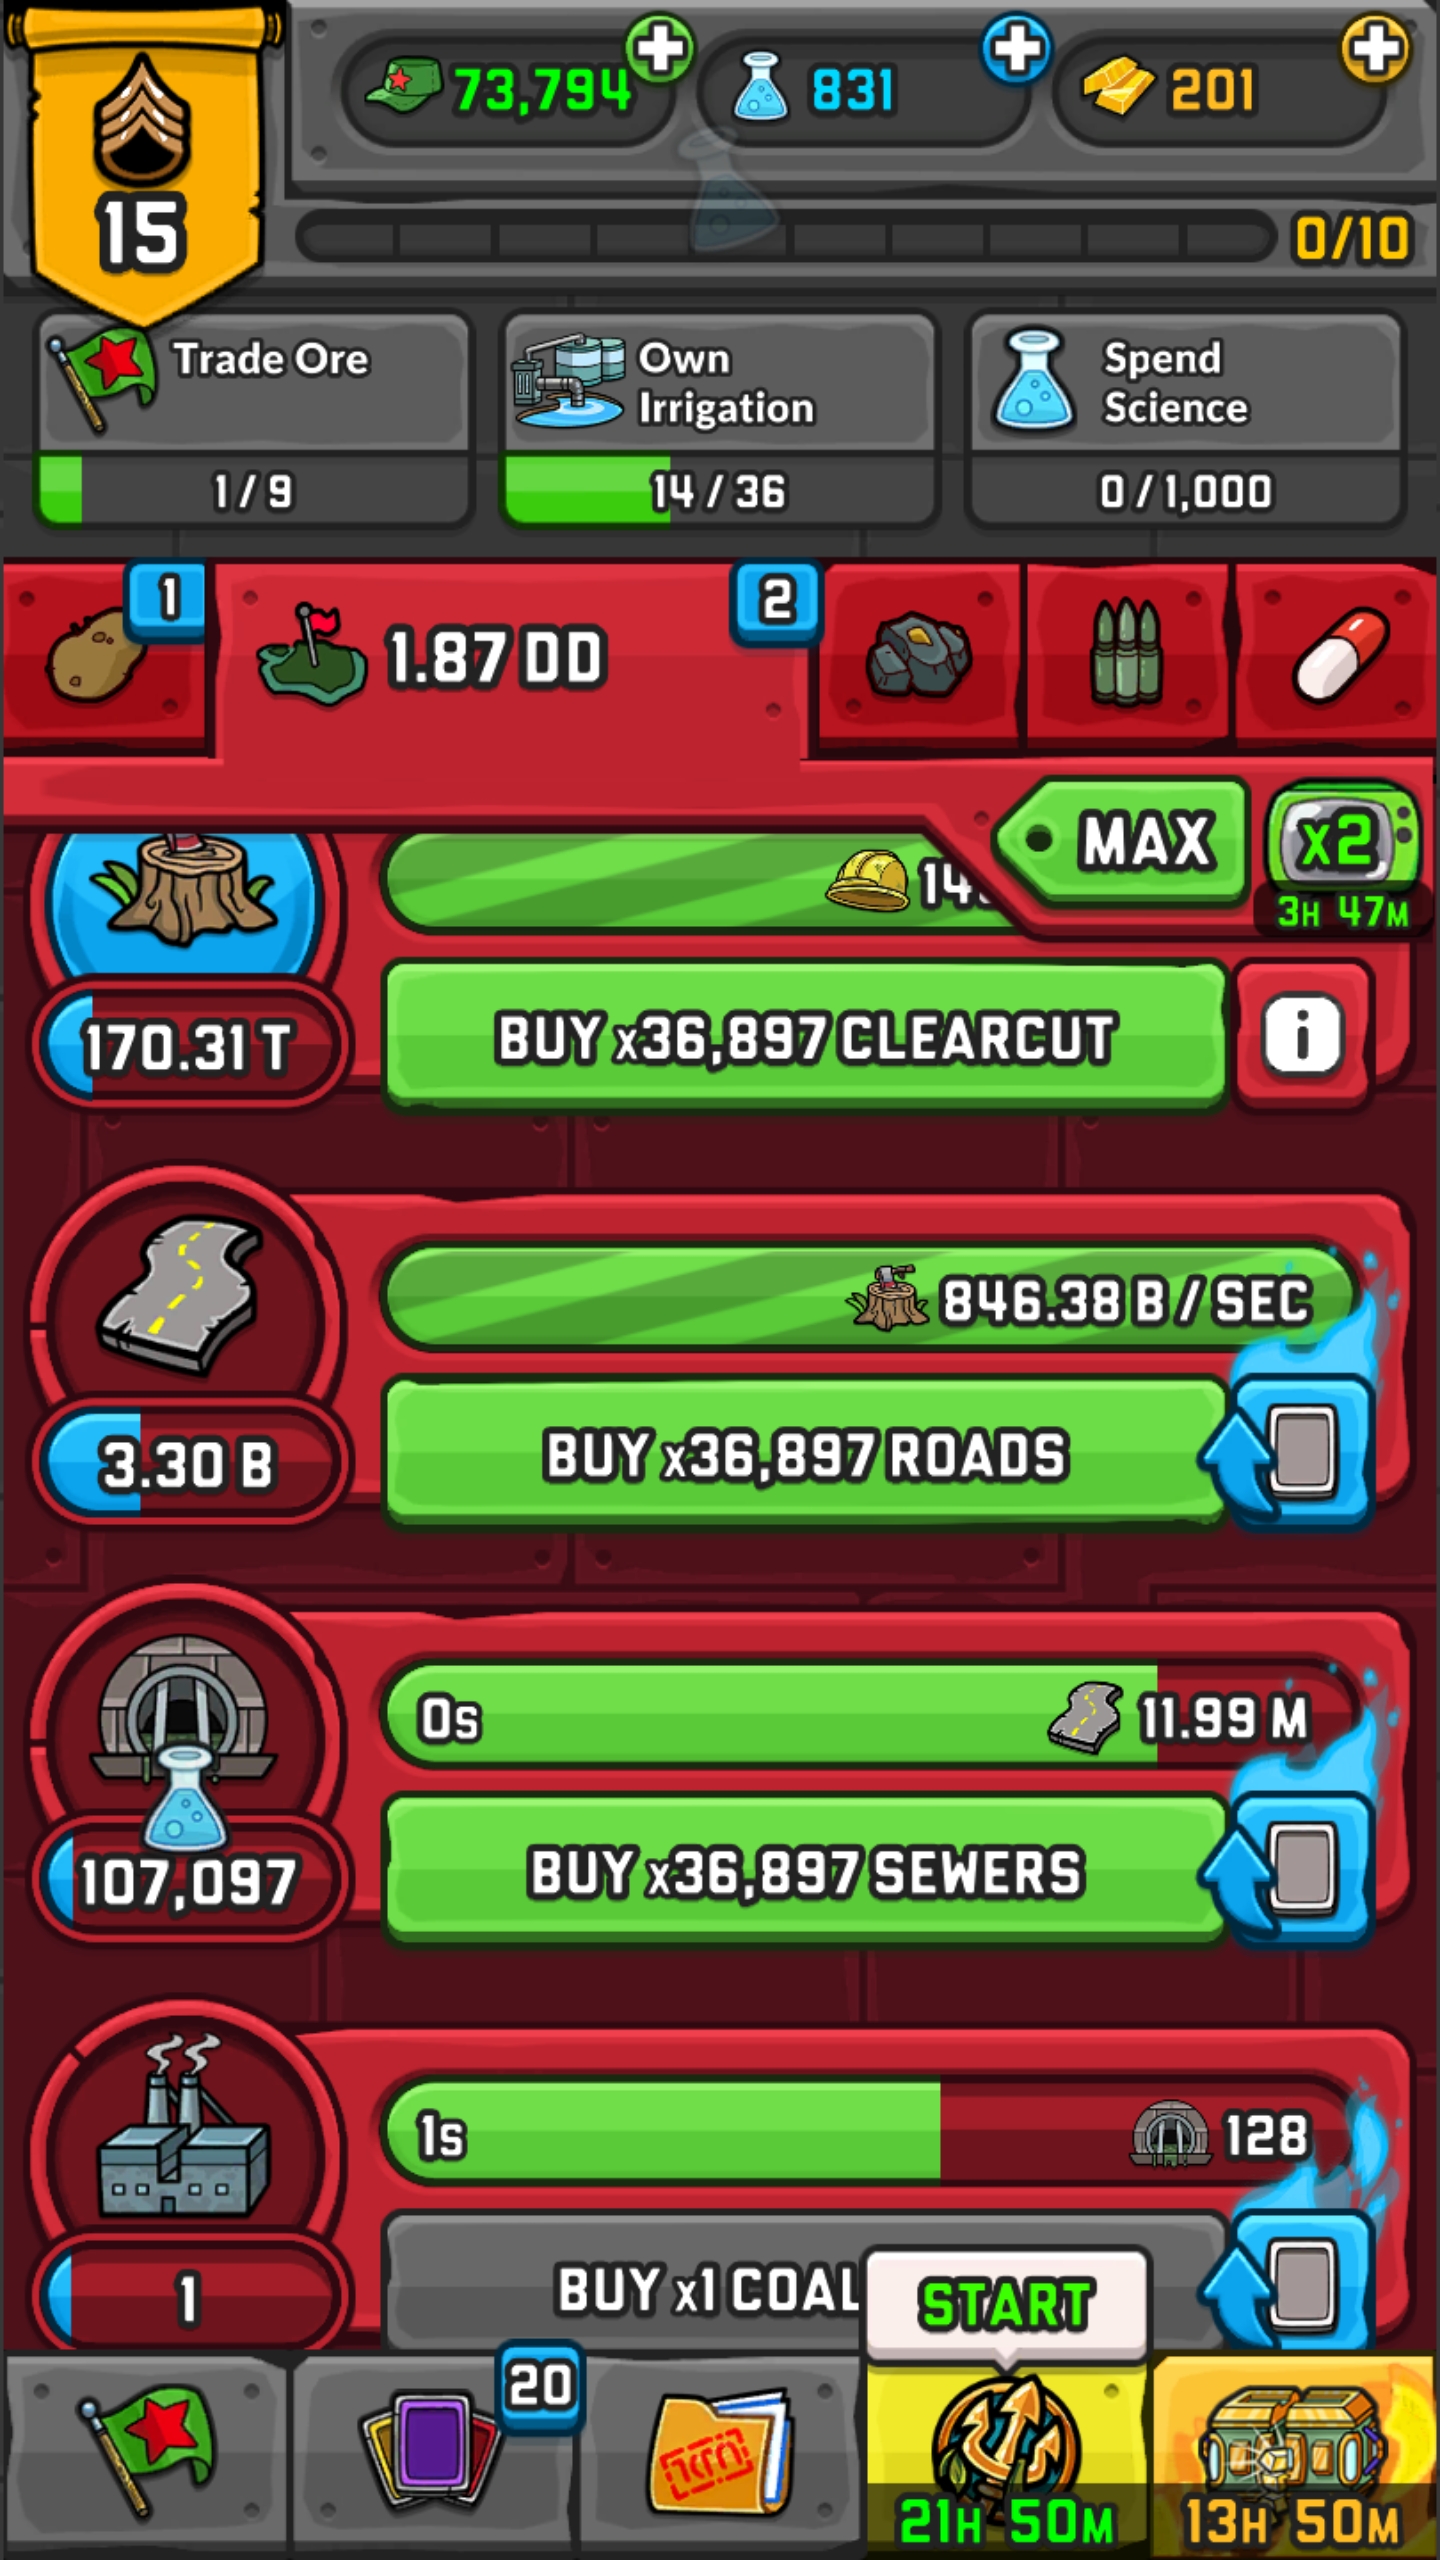 73,794
831
201
15
0/10
Trade Ore
1/9
Own
Irrigation
14/36
Spend
Science
0/1,000
1
1.87 DD
2
MAX
x2
3H 47M
170.31 T
BUY x36,897 CLEARCUT
i
846.38 B / SEC
3.30 B
BUY x36,897 ROADS
0s
11.99 M
107,097
BUY x36,897 SEWERS
1s
128
1
BUY x1 COAL
START
20
21H 50M
13H 50M